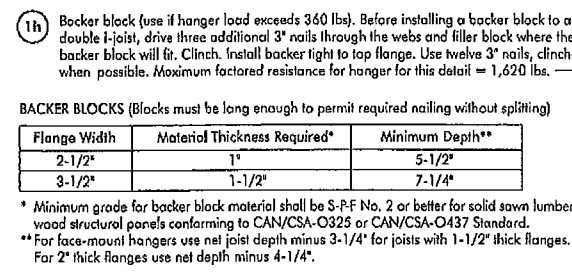 1h Backer block (use if hanger load exceeds 360 lbs). Before installing a backer block to a
double I-joist, drive three additional 3" nails through the webs and filler block where the
backer block will fit. Clinch. Install backer tight to top flange. Use twelve 3" nails, clinch
when possible. Maximum factored resistance for hanger for this detail = 1,620 lbs. —
BACKER BLOCKS (Blocks must be long enough to permit required nailing without splitting)
Flange Width Material Thickness Required* Minimum Depth**
2-1/2" 1" 5-1/2"
3-1/2" 1-1/2" 7-1/4"
* Minimum grade for backer block material shall be S-P-F No. 2 or better for solid sawn lumber
wood structural panels conforming to CAN/CSA-O325 or CAN/CSA-O437 Standard.
** For face-mount hangers use net joist depth minus 3-1/4" for joists with 1-1/2" thick flanges.
For 2" thick flanges use net depth minus 4-1/4".